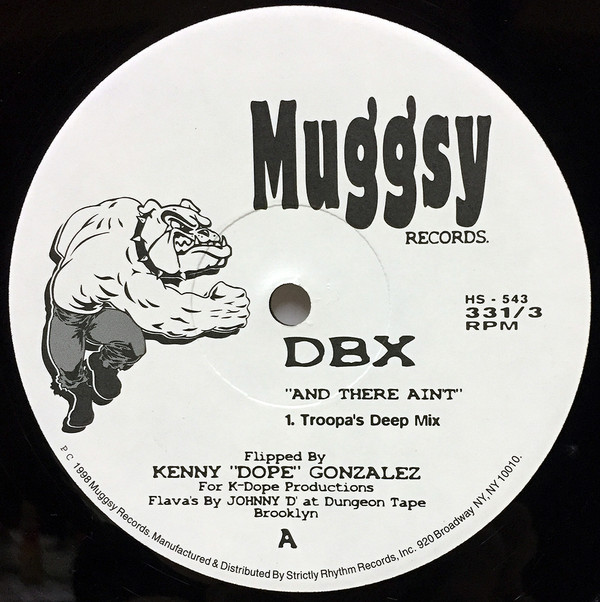 Muggsy
RECORDS.
HS - 543
331/3
RPM
DBX
"AND THERE AIN'T"
1. Troopa's Deep Mix
Flipped By
KENNY "DOPE" GONZALEZ
For K-Dope Productions
Flava's By JOHNNY 'D' at Dungeon Tape
Brooklyn
A
P C 1998 Muggsy Records. Manufactured & Distributed By Strictly Rhythm Records, Inc. 920 Broadway NY, NY 10010.